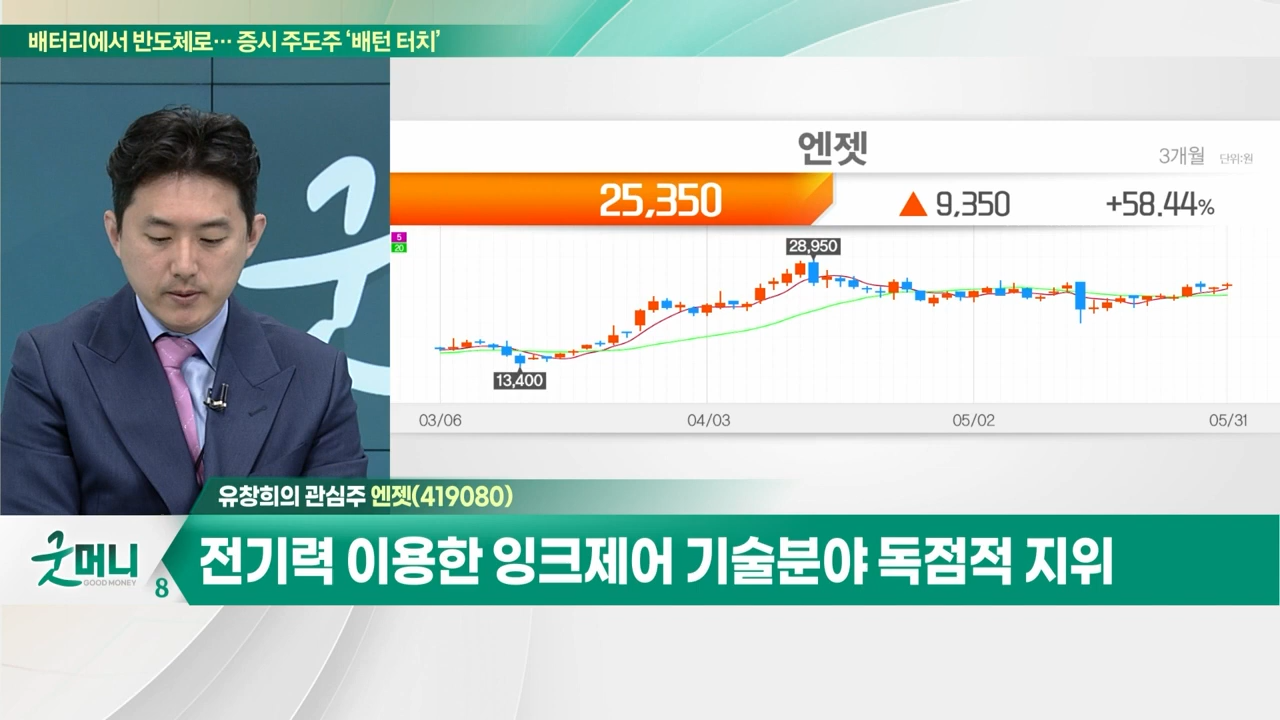 배터리에서 반도체로… 증시 주도주 ‘배턴 터치’
엔젯
3개월 단위:원
25,350 ▲ 9,350 +58.44%
5
20
28,950
13,400
03/06 04/03 05/02 05/31
유창희의 관심주 엔젯(419080)
굿머니
GOOD MONEY
8
전기력 이용한 잉크제어 기술분야 독점적 지위